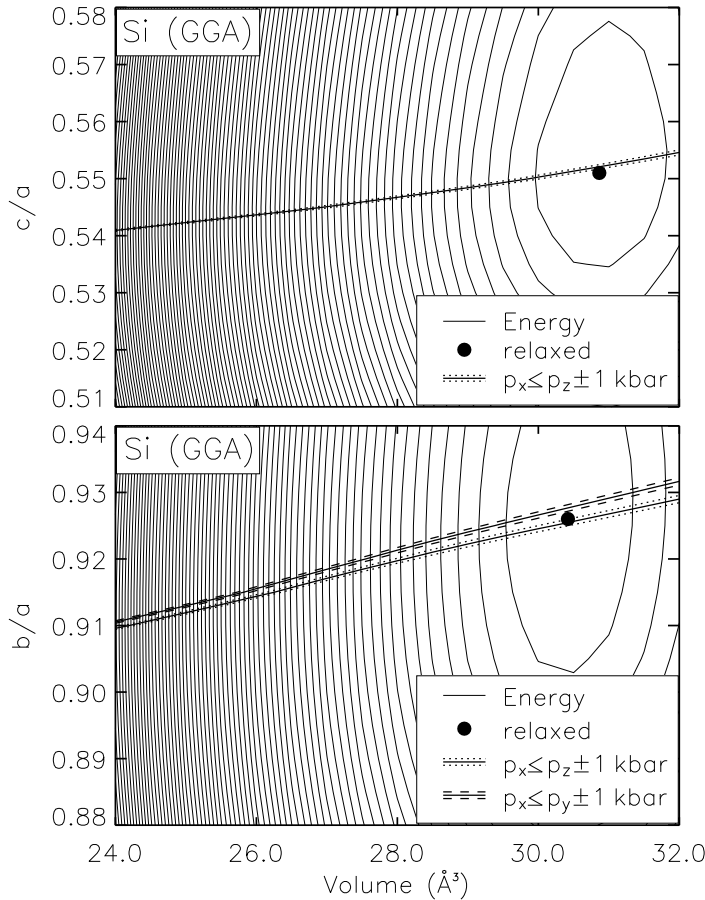 Si (GGA)
0.58
0.57
0.56
0.55
0.54
0.53
0.52
0.51
c/a
Energy
relaxed
pₓ≤p_z±1 kbar
Si (GGA)
0.94
0.93
0.92
0.91
0.90
0.89
0.88
b/a
Energy
relaxed
pₓ≤p_z±1 kbar
pₓ≤p_y±1 kbar
24.0 26.0 28.0 30.0 32.0
Volume (Å³)